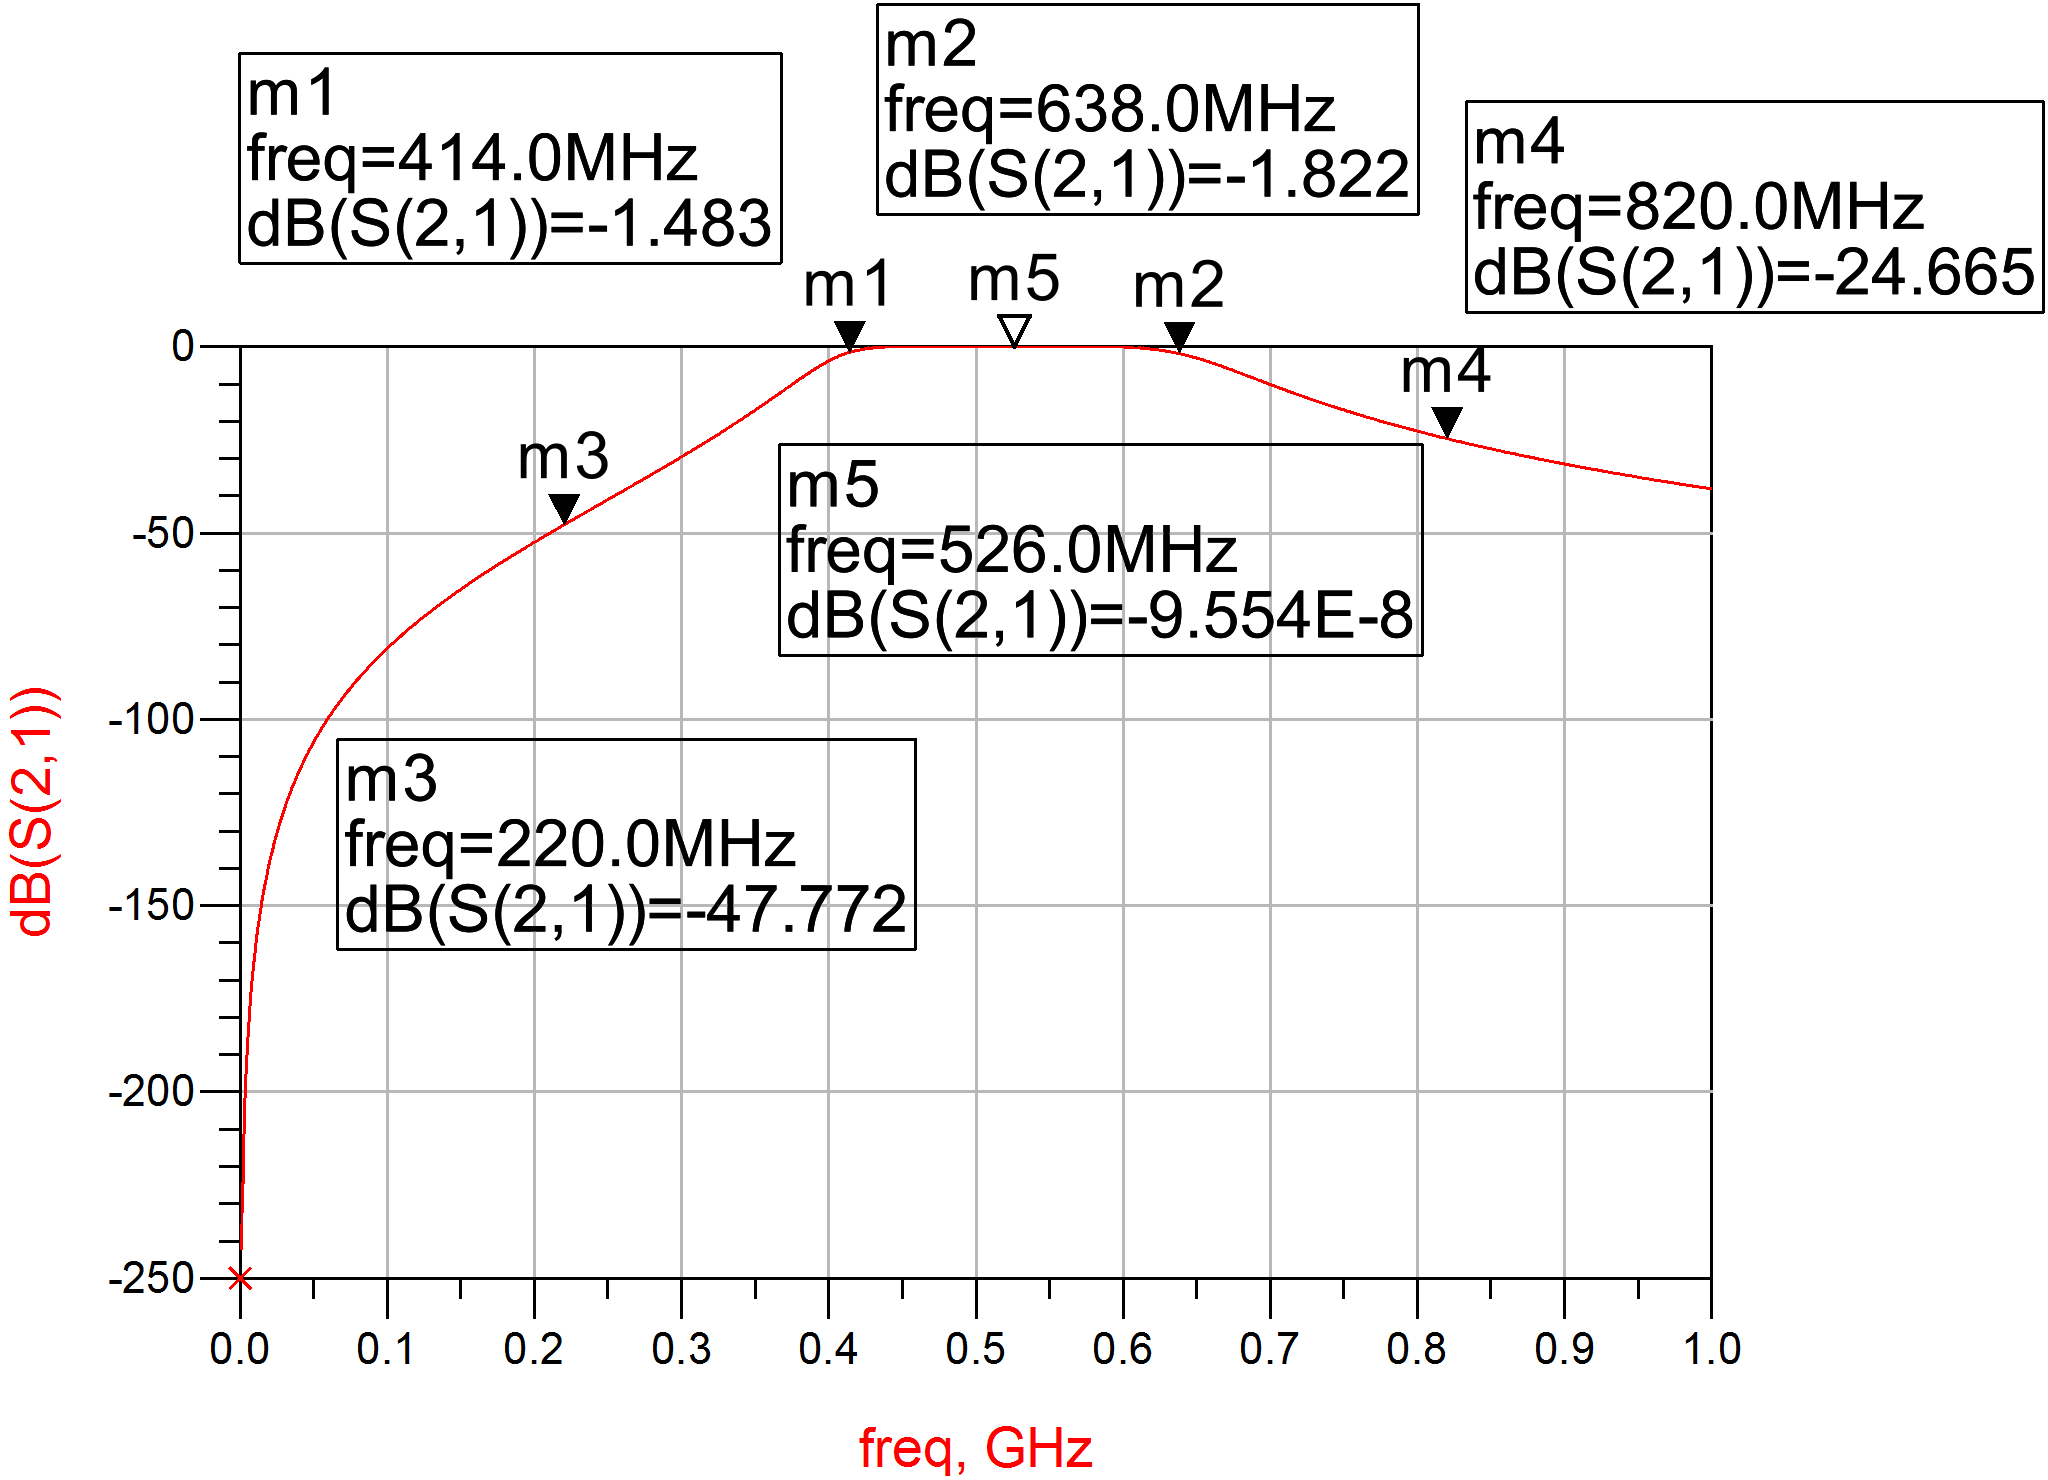 m1
freq=414.0MHz
dB(S(2,1))=-1.483
m2
freq=638.0MHz
dB(S(2,1))=-1.822
m4
freq=820.0MHz
dB(S(2,1))=-24.665
m1
m5
m2
m4
m3
m5
freq=526.0MHz
dB(S(2,1))=-9.554E-8
m3
freq=220.0MHz
dB(S(2,1))=-47.772
0
-50
-100
-150
-200
-250
dB(S(2,1))
0.0 0.1 0.2 0.3 0.4 0.5 0.6 0.7 0.8 0.9 1.0
freq, GHz